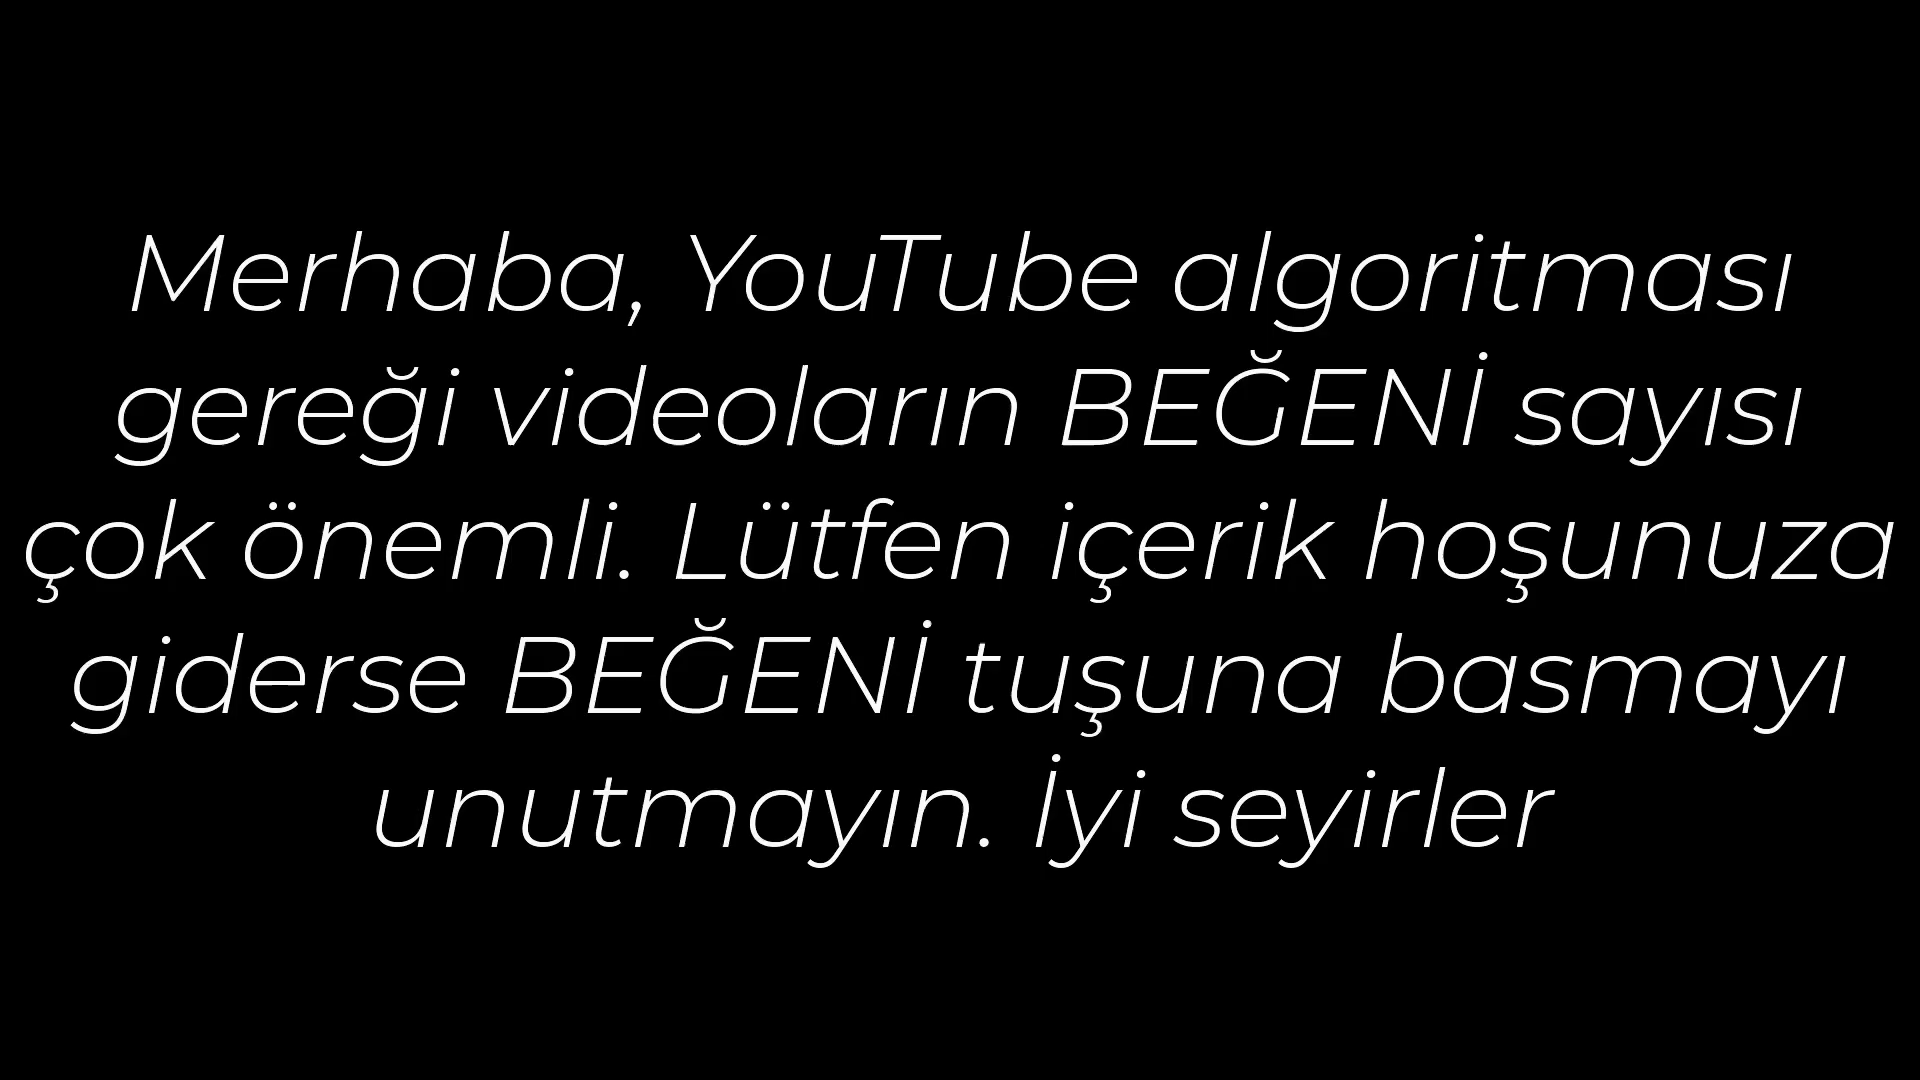 Merhaba, YouTube algoritması
gereği videoların BEĞENİ sayısı
çok önemli. Lütfen içerik hoşunuza
giderse BEĞENİ tuşuna basmayı
unutmayın. İyi seyirler